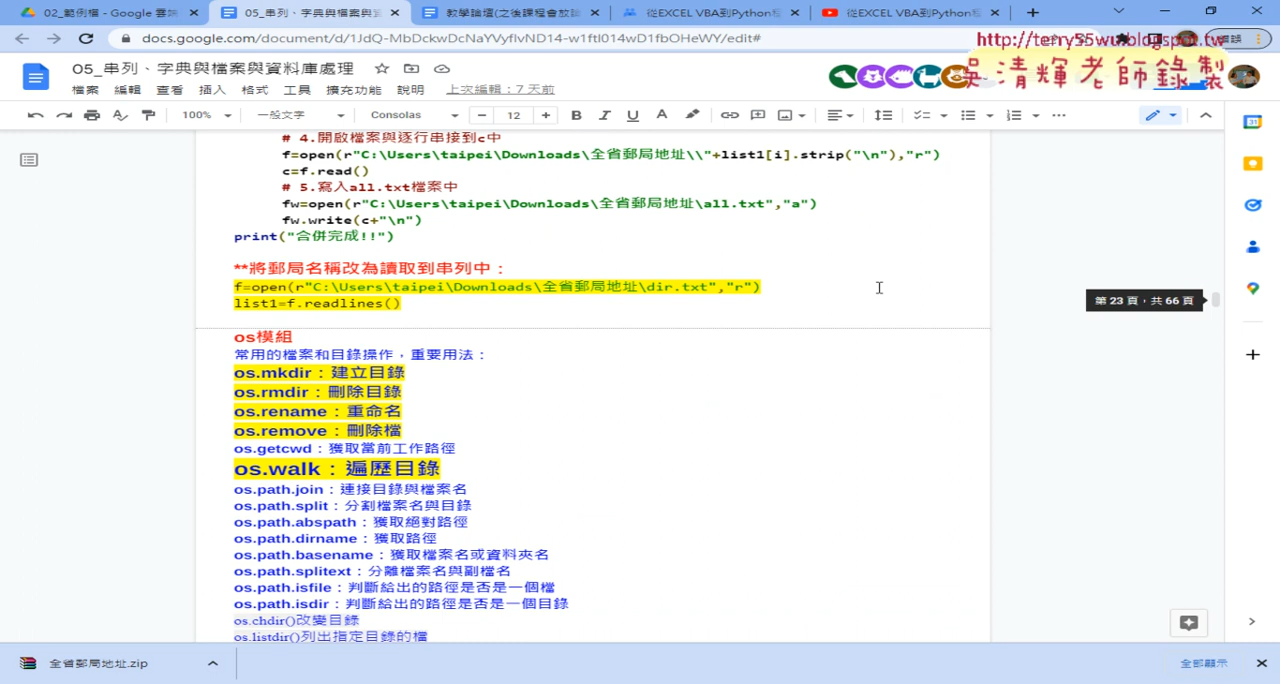 02_範例檔 - Google 雲端
05_串列、字典與檔案與資
教學論壇(之後課程會放論
從EXCEL VBA到Python程
從EXCEL VBA到Python程
docs.google.com/document/d/1JdQ-MbDckwDcNaYVyfIvND14-w1ftI014wD1fbOHeWY/edit#
http://terry55wu.blogspot.tw
吳清輝老師錄製
05_串列、字典與檔案與資料庫處理
檔案 編輯 查看 插入 格式 工具 擴充功能 說明 上次編輯：7 天前
100% 一般文字 Consolas 12 B I U A
# 4.開啟檔案與逐行串接到c中
f=open(r"C:\Users\taipei\Downloads\全省郵局地址\\"+list1[i].strip("\n"),"r")
c=f.read()
# 5.寫入all.txt檔案中
fw=open(r"C:\Users\taipei\Downloads\全省郵局地址\all.txt","a")
fw.write(c+"\n")
print("合併完成!!")
**將郵局名稱改為讀取到串列中：
f=open(r"C:\Users\taipei\Downloads\全省郵局地址\dir.txt","r")
list1=f.readlines()
第 23 頁，共 66 頁
os模組
常用的檔案和目錄操作，重要用法：
os.mkdir：建立目錄
os.rmdir：刪除目錄
os.rename：重命名
os.remove：刪除檔
os.getcwd：獲取當前工作路徑
os.walk：遍歷目錄
os.path.join：連接目錄與檔案名
os.path.split：分割檔案名與目錄
os.path.abspath：獲取絕對路徑
os.path.dirname：獲取路徑
os.path.basename：獲取檔案名或資料夾名
os.path.splitext：分離檔案名與副檔名
os.path.isfile：判斷給出的路徑是否是一個檔
os.path.isdir：判斷給出的路徑是否是一個目錄
os.chdir()改變目錄
os.listdir()列出指定目錄的檔
全省郵局地址.zip
全部顯示